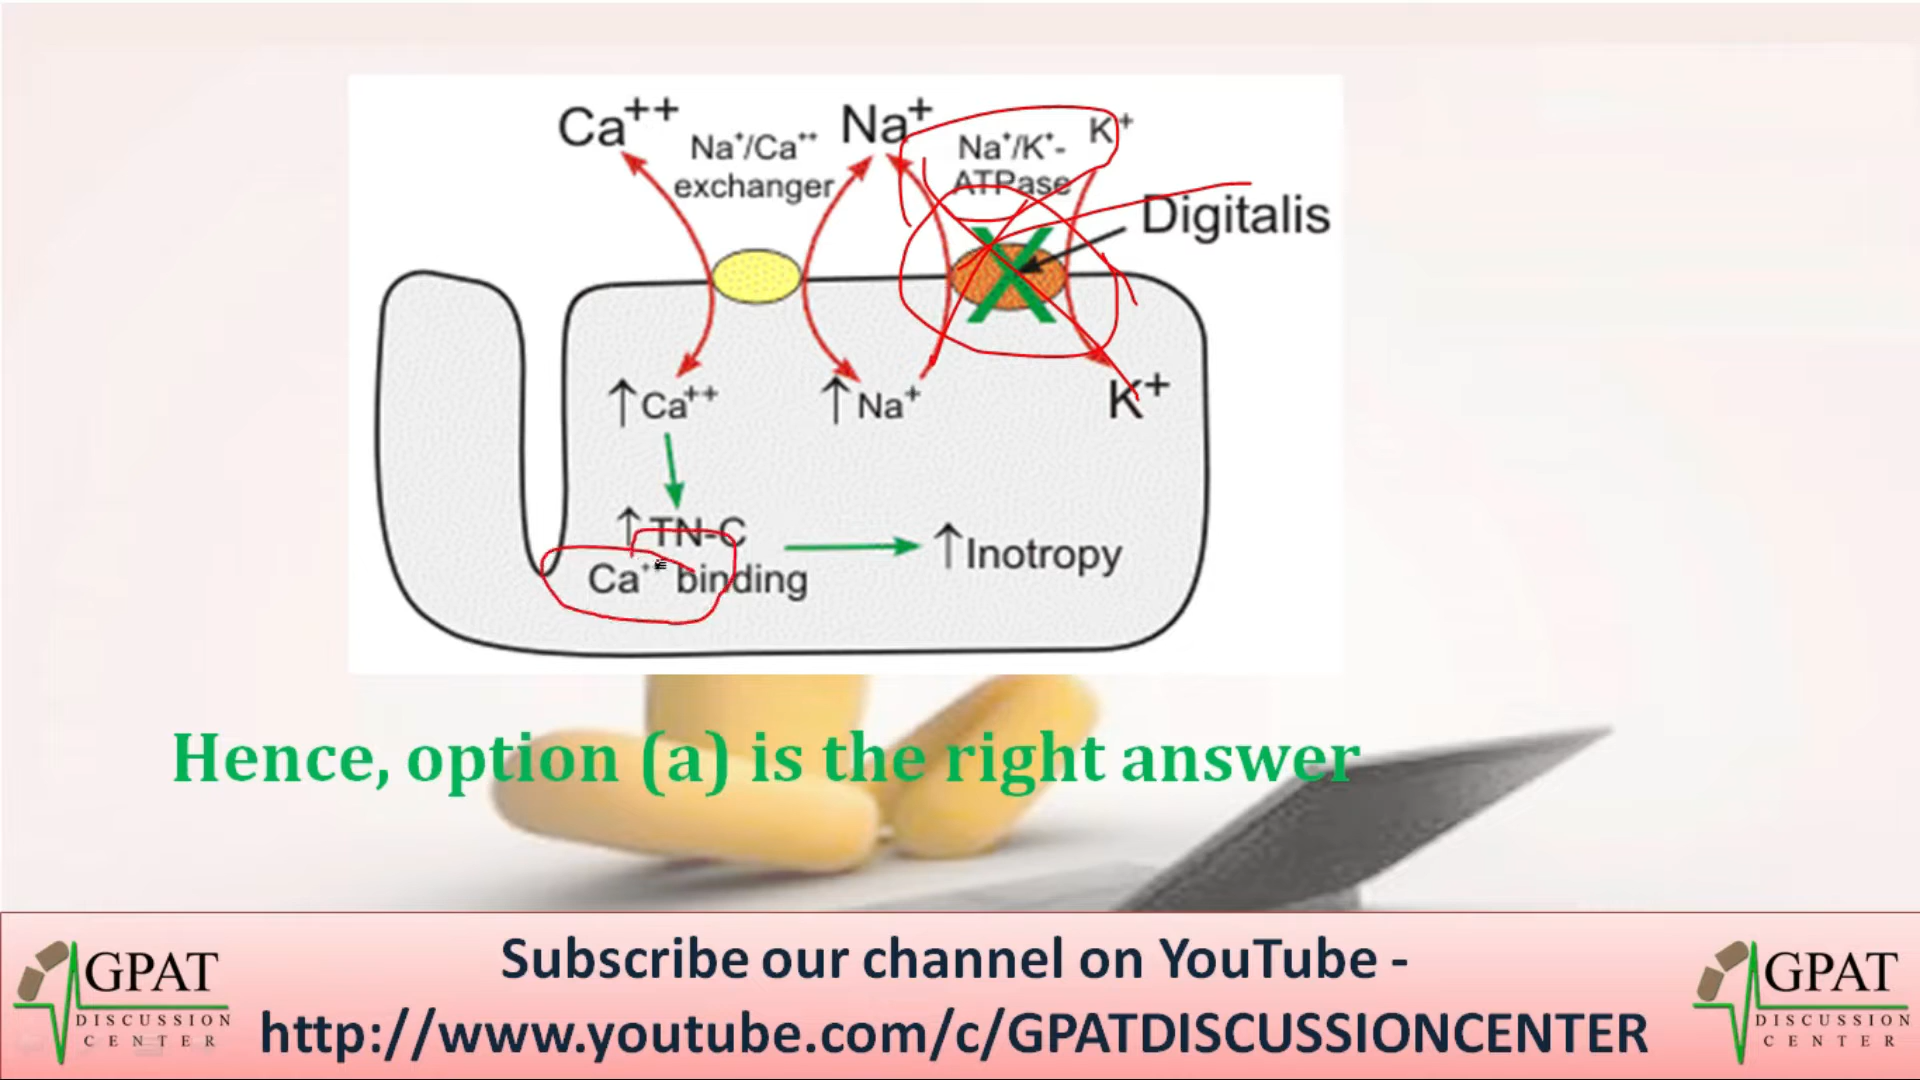 Ca++
Na+/Ca++
exchanger
Na+
Na+/K+-
ATPase
K+
Digitalis
↑Ca++
↑Na+
K+
↑TN-C
Ca++ binding
↑Inotropy
Hence, option (a) is the right answer
GPAT
DISCUSSION
CENTER
Subscribe our channel on YouTube -
http://www.youtube.com/c/GPATDISCUSSIONCENTER
GPAT
DISCUSSION
CENTER